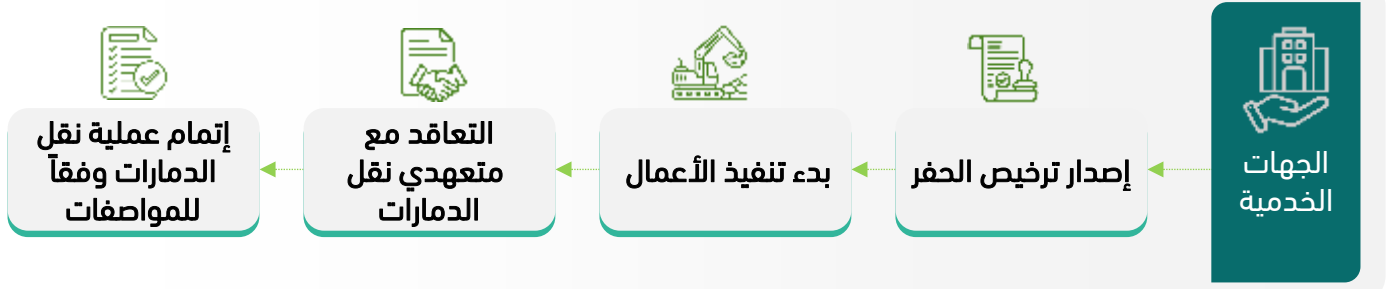 الجهات
الخدمية
إصدار ترخيص الحفر
بدء تنفيذ الأعمال
التعاقد مع
متعهدي نقل
الدمارات
إتمام عملية نقل
الدمارات وفقاً
للمواصفات